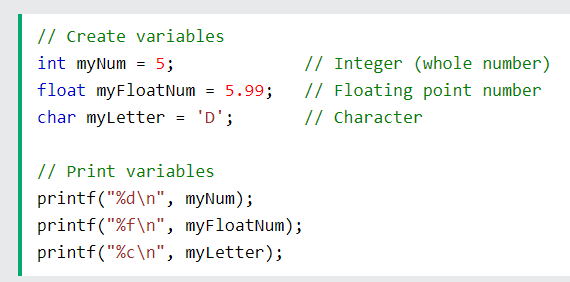 // Create variables
int myNum = 5;               // Integer (whole number)
float myFloatNum = 5.99;   // Floating point number
char myLetter = 'D';       // Character

// Print variables
printf("%d\n", myNum);
printf("%f\n", myFloatNum);
printf("%c\n", myLetter);